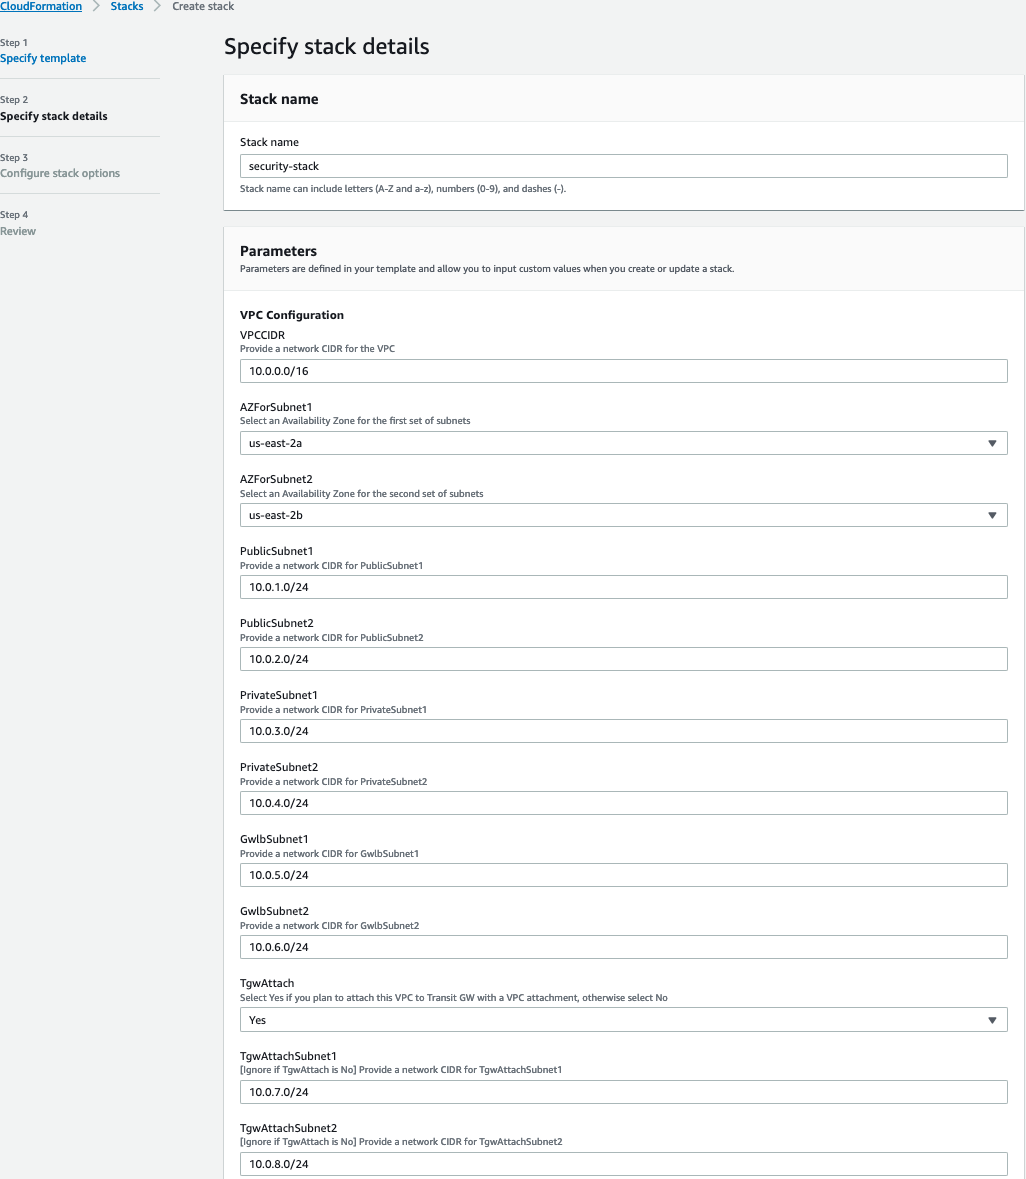 CloudFormation > Stacks > Create stack
Step 1
Specify template
Step 2
Specify stack details
Step 3
Configure stack options
Step 4
Review
Specify stack details
Stack name
Stack name
security-stack
Stack name can include letters (A-Z and a-z), numbers (0-9), and dashes (-).
Parameters
Parameters are defined in your template and allow you to input custom values when you create or update a stack.
VPC Configuration
VPCCIDR
Provide a network CIDR for the VPC
10.0.0.0/16
AZForSubnet1
Select an Availability Zone for the first set of subnets
us-east-2a
AZForSubnet2
Select an Availability Zone for the second set of subnets
us-east-2b
PublicSubnet1
Provide a network CIDR for PublicSubnet1
10.0.1.0/24
PublicSubnet2
Provide a network CIDR for PublicSubnet2
10.0.2.0/24
PrivateSubnet1
Provide a network CIDR for PrivateSubnet1
10.0.3.0/24
PrivateSubnet2
Provide a network CIDR for PrivateSubnet2
10.0.4.0/24
GwlbSubnet1
Provide a network CIDR for GwlbSubnet1
10.0.5.0/24
GwlbSubnet2
Provide a network CIDR for GwlbSubnet2
10.0.6.0/24
TgwAttach
Select Yes if you plan to attach this VPC to Transit GW with a VPC attachment, otherwise select No
Yes
TgwAttachSubnet1
[Ignore if TgwAttach is No] Provide a network CIDR for TgwAttachSubnet1
10.0.7.0/24
TgwAttachSubnet2
[Ignore if TgwAttach is No] Provide a network CIDR for TgwAttachSubnet2
10.0.8.0/24